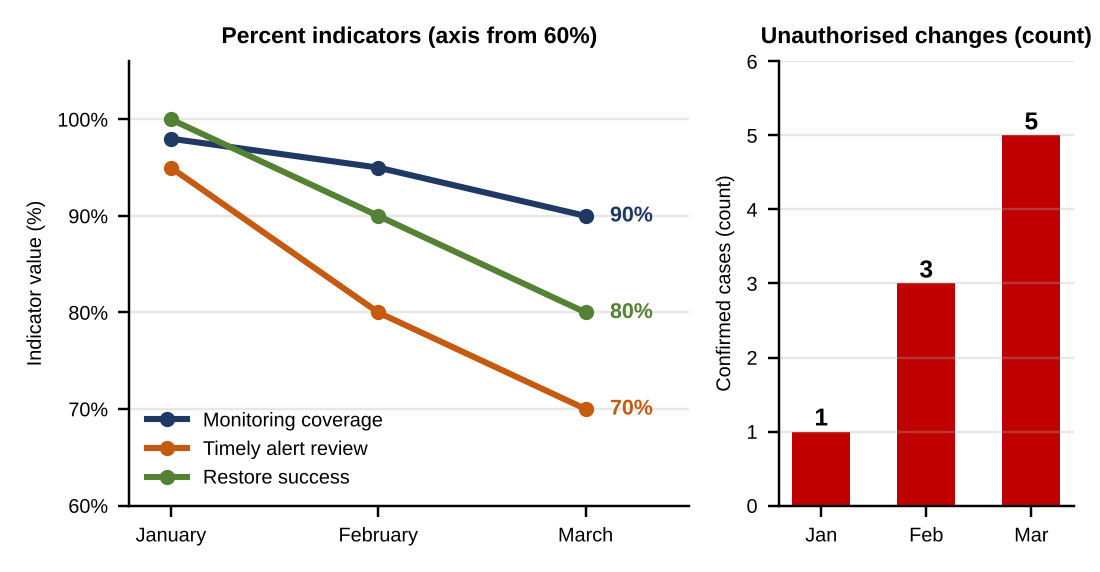 Percent indicators (axis from 60%)
Indicator value (%)
100%
90%
80%
70%
60%
90%
80%
70%
Monitoring coverage
Timely alert review
Restore success
January
February
March
Unauthorised changes (count)
Confirmed cases (count)
6
5
4
3
2
1
0
1
3
5
Jan
Feb
Mar